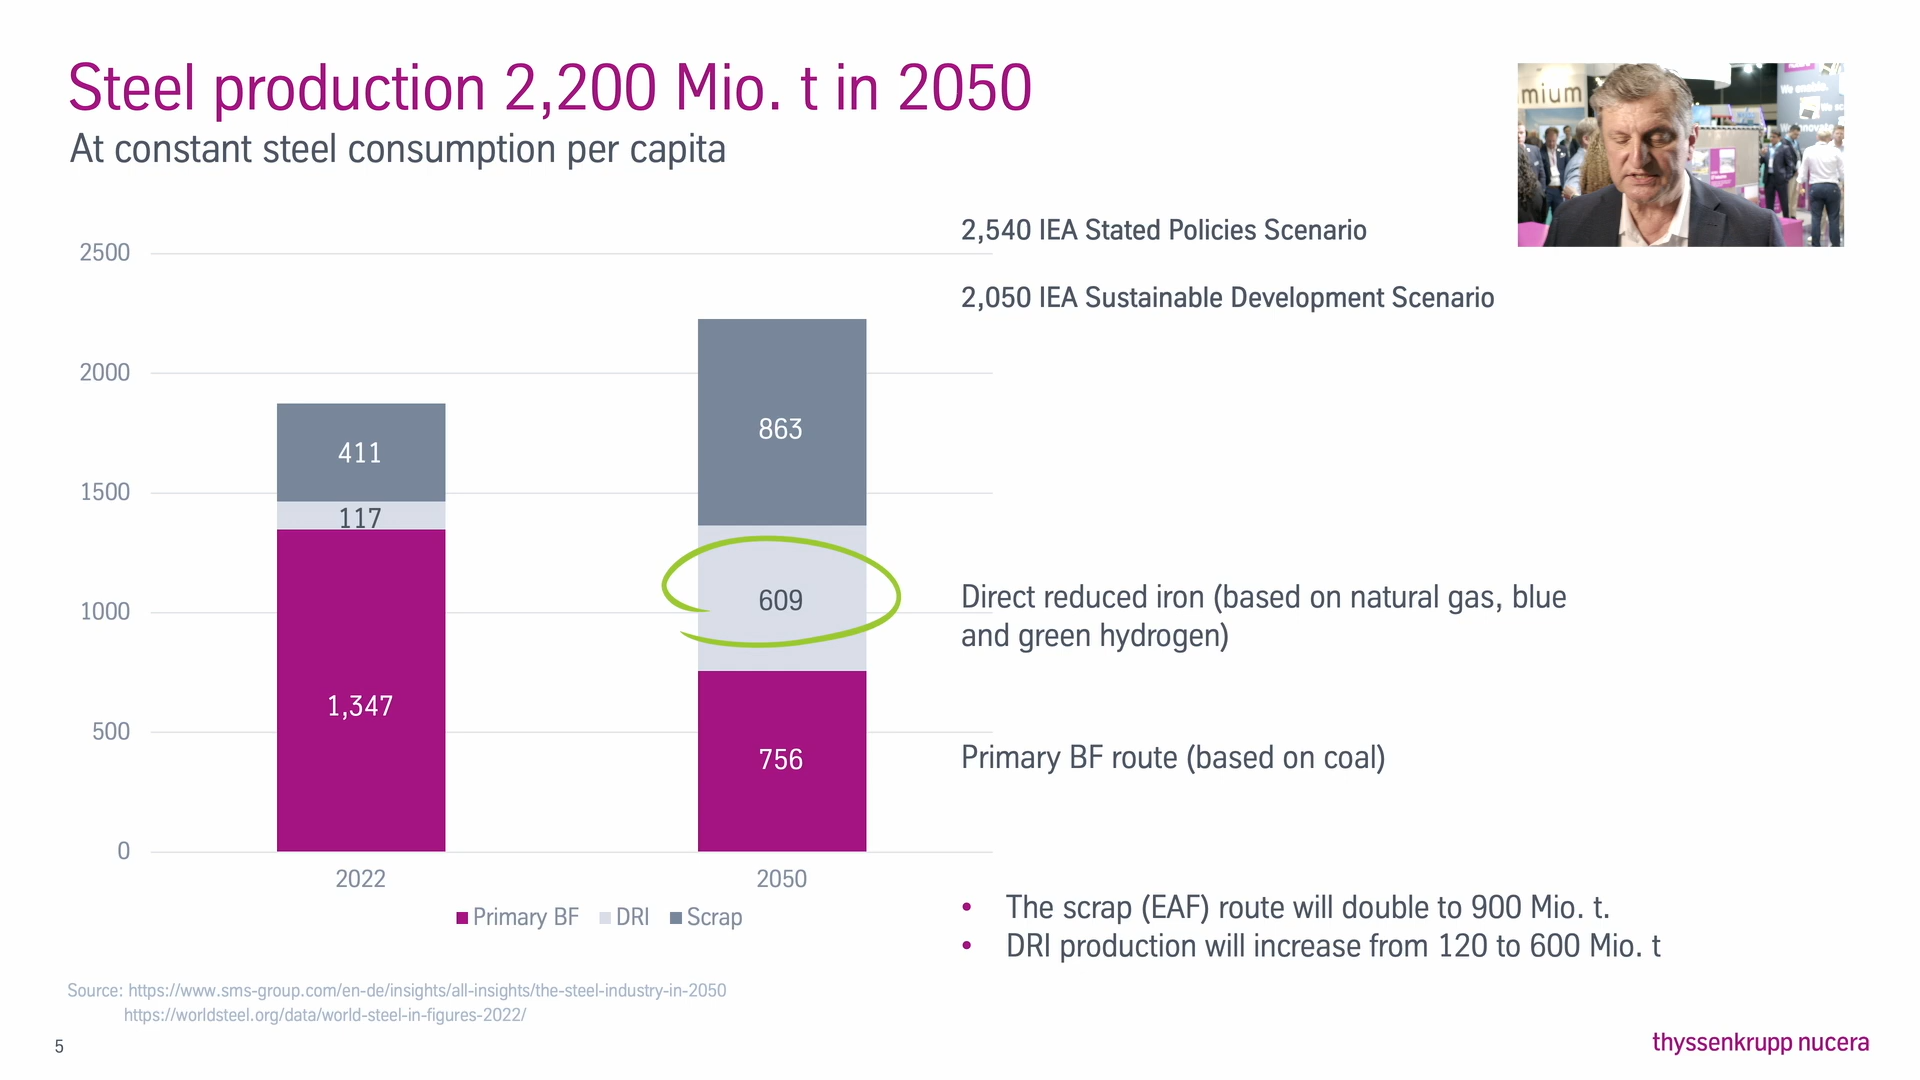 Steel production 2,200 Mio. t in 2050
At constant steel consumption per capita
mium
We enable.
2,540 IEA Stated Policies Scenario
2,050 IEA Sustainable Development Scenario
2500
2000
1500
1000
500
0
411
117
1,347
863
609
756
2022
2050
Primary BF
DRI
Scrap
Direct reduced iron (based on natural gas, blue
and green hydrogen)
Primary BF route (based on coal)
• The scrap (EAF) route will double to 900 Mio. t.
• DRI production will increase from 120 to 600 Mio. t
Source: https://www.sms-group.com/en-de/insights/all-insights/the-steel-industry-in-2050
https://worldsteel.org/data/world-steel-in-figures-2022/
5
thyssenkrupp nucera